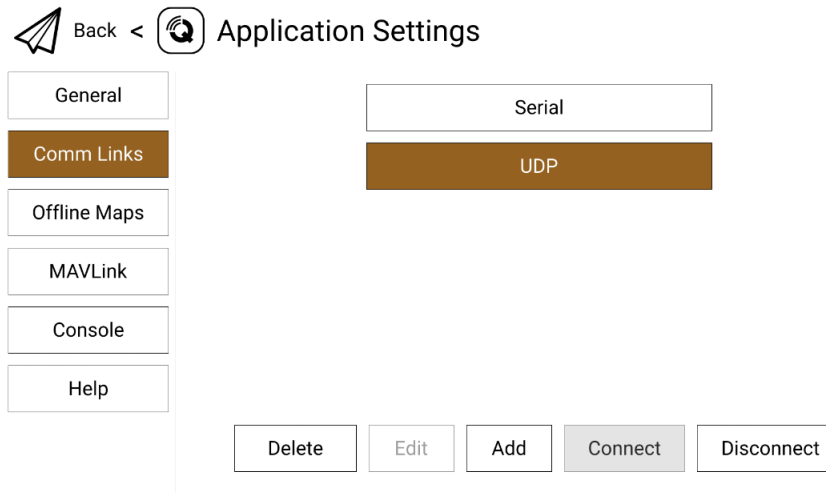 Back < Application Settings
General
Comm Links
Offline Maps
MAVLink
Console
Help
Serial
UDP
Delete Edit Add Connect Disconnect